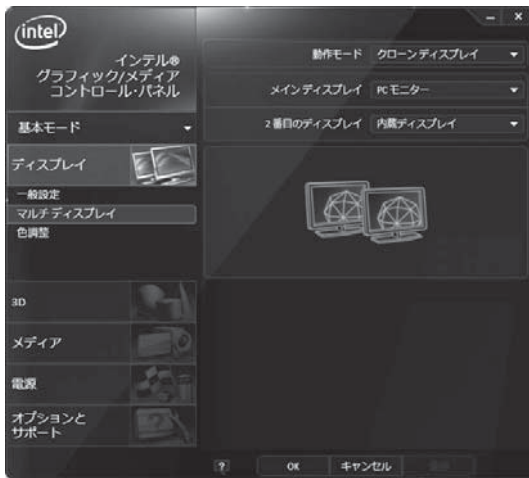 intel
インテル®
グラフィック/メディア
コントロール・パネル
基本モード
ディスプレイ
一般設定
マルチ ディスプレイ
色調整
3D
メディア
電源
オプションと
サポート
動作モード クローン ディスプレイ
メイン ディスプレイ PC モニター
2 番目のディスプレイ 内蔵ディスプレイ
? OK キャンセル